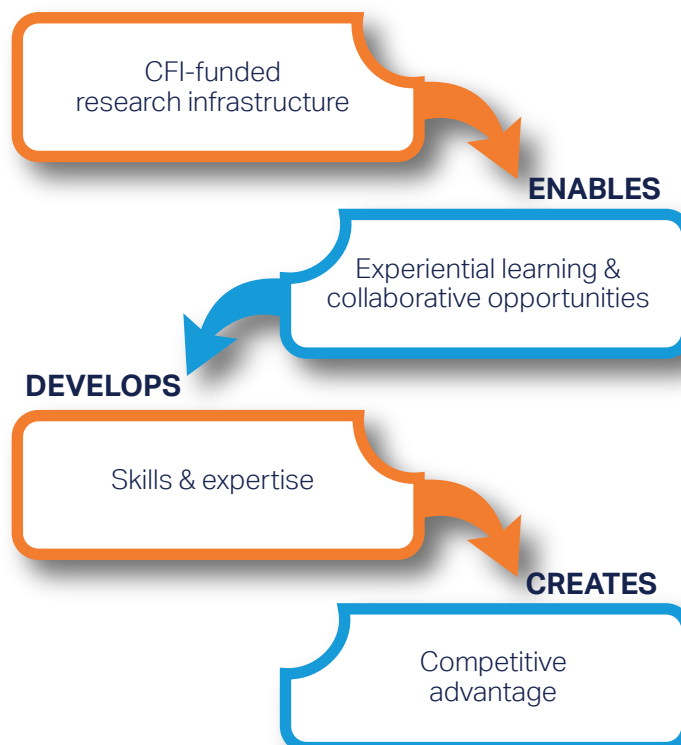 CFI-funded
research infrastructure
ENABLES
Experiential learning &
collaborative opportunities
DEVELOPS
Skills & expertise
CREATES
Competitive
advantage